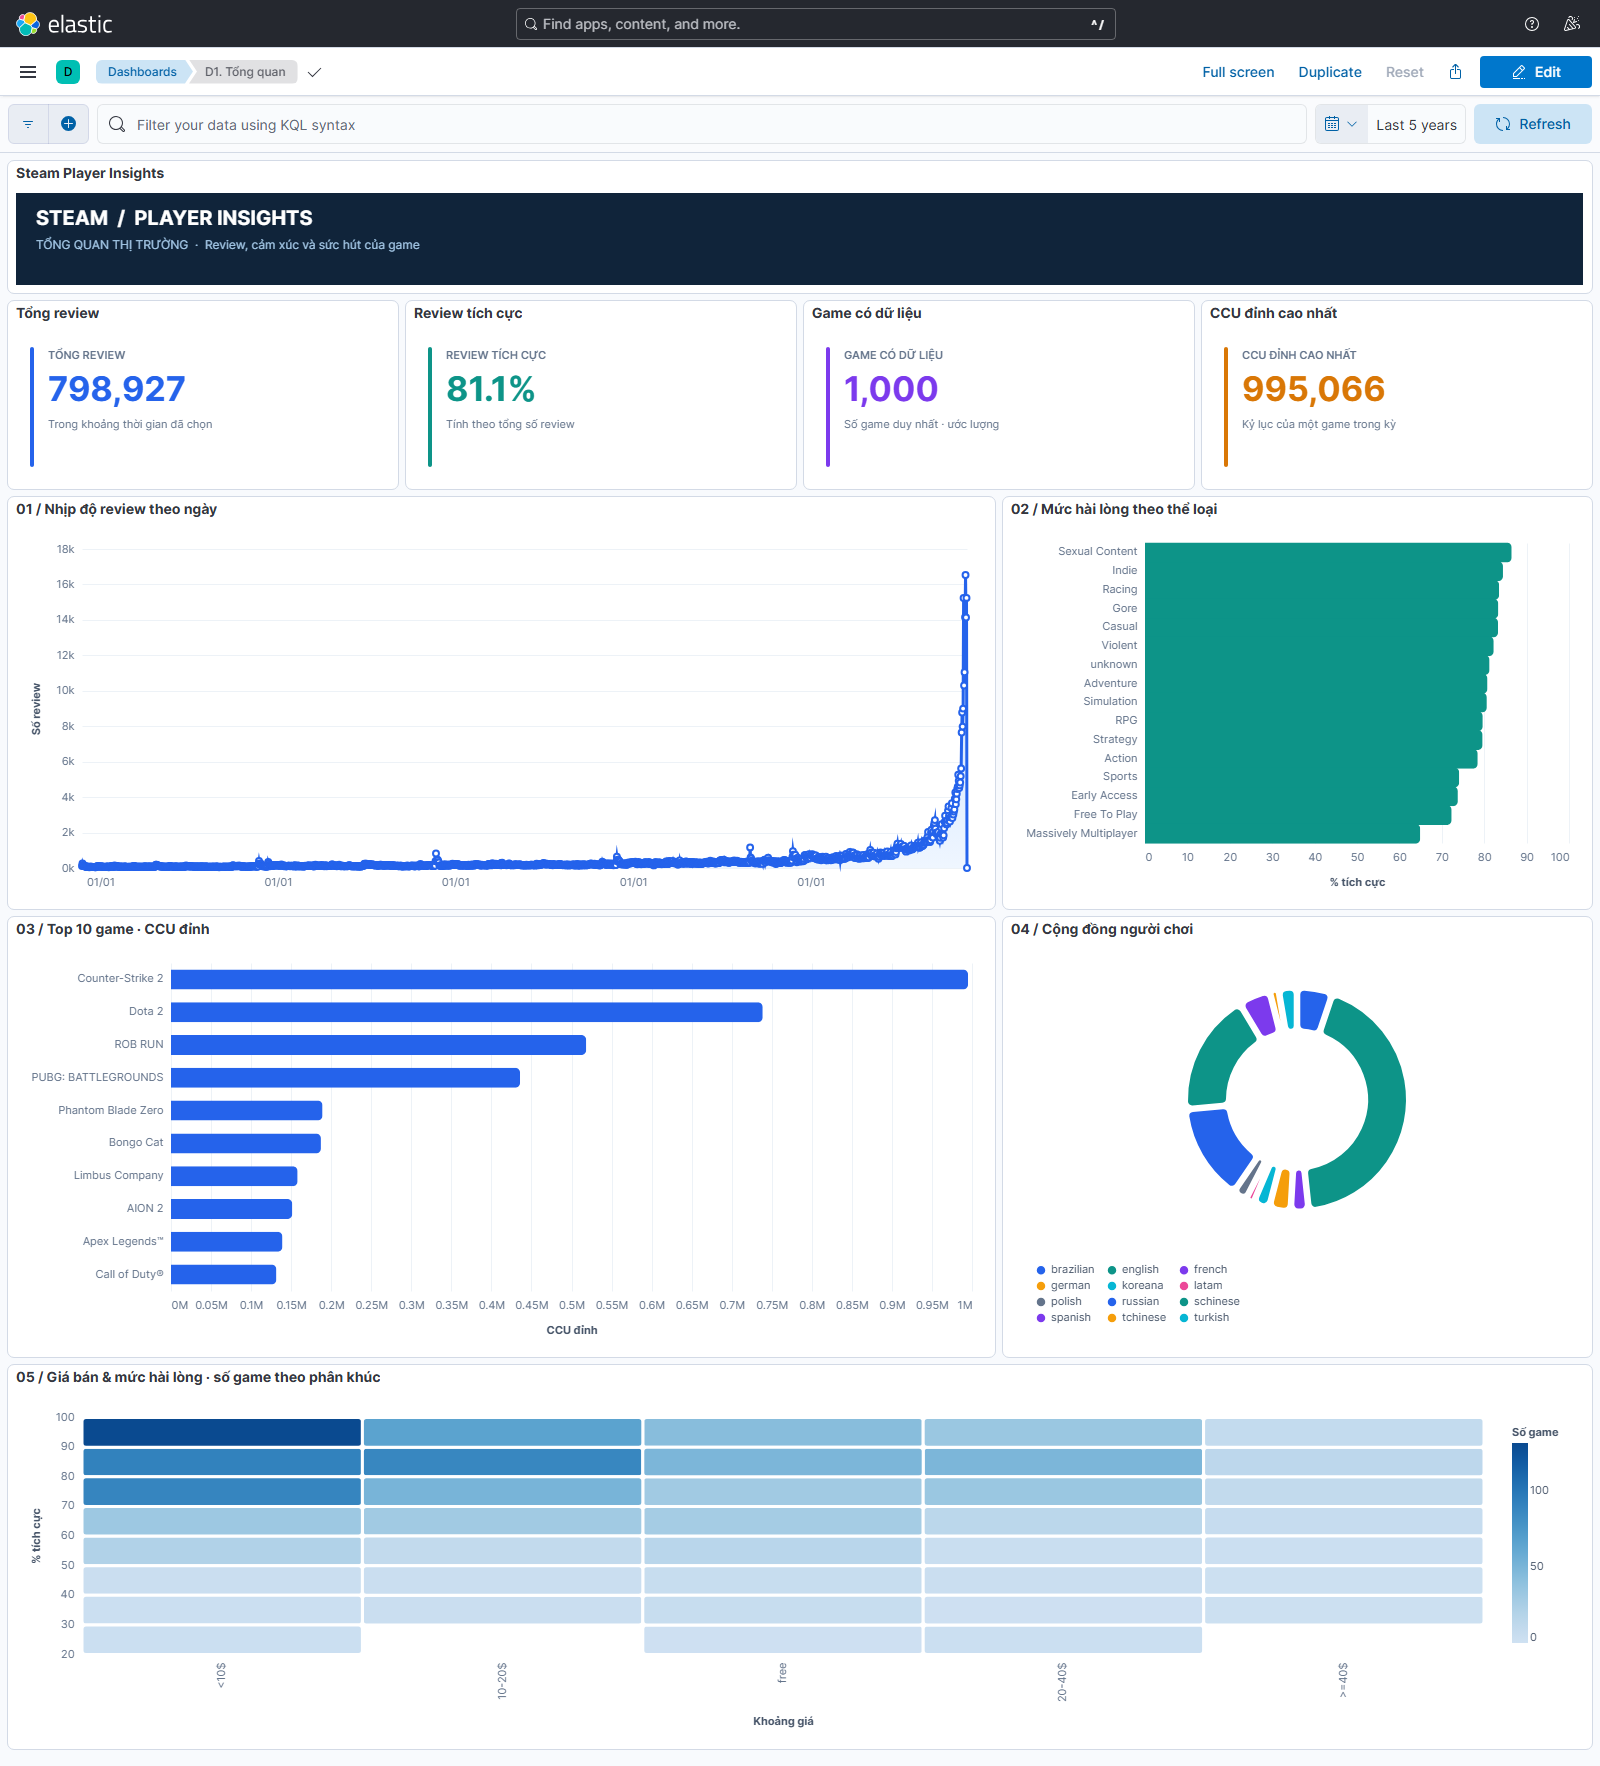 elastic
Find apps, content, and more.
^/
D
Dashboards
D1. Tổng quan
Full screen
Duplicate
Reset
Edit
Filter your data using KQL syntax
Last 5 years
Refresh
Steam Player Insights
STEAM / PLAYER INSIGHTS
TỔNG QUAN THỊ TRƯỜNG · Review, cảm xúc và sức hút của game
Tổng review
TỔNG REVIEW
798,927
Trong khoảng thời gian đã chọn
Review tích cực
REVIEW TÍCH CỰC
81.1%
Tính theo tổng số review
Game có dữ liệu
GAME CÓ DỮ LIỆU
1,000
Số game duy nhất · ước lượng
CCU đỉnh cao nhất
CCU ĐỈNH CAO NHẤT
995,066
Kỷ lục của một game trong kỳ
01 / Nhịp độ review theo ngày
Số review
18k
16k
14k
12k
10k
8k
6k
4k
2k
0k
01/01 01/01 01/01 01/01 01/01
02 / Mức hài lòng theo thể loại
Sexual Content
Indie
Racing
Gore
Casual
Violent
unknown
Adventure
Simulation
RPG
Strategy
Action
Sports
Early Access
Free To Play
Massively Multiplayer
0 10 20 30 40 50 60 70 80 90 100
% tích cực
03 / Top 10 game · CCU đỉnh
Counter-Strike 2
Dota 2
ROB RUN
PUBG: BATTLEGROUNDS
Phantom Blade Zero
Bongo Cat
Limbus Company
AION 2
Apex Legends™
Call of Duty®
0M 0.05M 0.1M 0.15M 0.2M 0.25M 0.3M 0.35M 0.4M 0.45M 0.5M 0.55M 0.6M 0.65M 0.7M 0.75M 0.8M 0.85M 0.9M 0.95M 1M
CCU đỉnh
04 / Cộng đồng người chơi
brazilian english french
german koreana latam
polish russian schinese
spanish tchinese turkish
05 / Giá bán & mức hài lòng · số game theo phân khúc
% tích cực
100
90
80
70
60
50
40
30
20
<10$ 10-20$ free 20-40$ >=40$
Khoảng giá
Số game
100
50
0